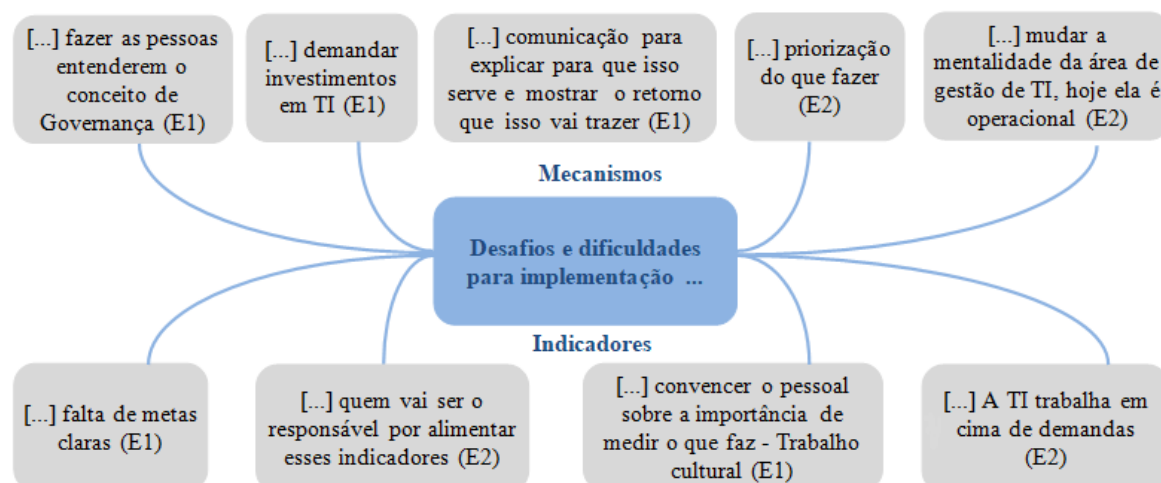 [...] fazer as pessoas
entenderem o
conceito de
Governança (E1)
[...] demandar
investimentos
em TI (E1)
[...] comunicação para
explicar para que isso
serve e mostrar o retorno
que isso vai trazer (E1)
[...] priorização
do que fazer
(E2)
[...] mudar a
mentalidade da área de
gestão de TI, hoje ela é
operacional (E2)
Mecanismos
Desafios e dificuldades
para implementação ...
Indicadores
[...] falta de metas
claras (E1)
[...] quem vai ser o
responsável por alimentar
esses indicadores (E2)
[...] convencer o pessoal
sobre a importância de
medir o que faz - Trabalho
cultural (E1)
[...] A TI trabalha em
cima de demandas
(E2)